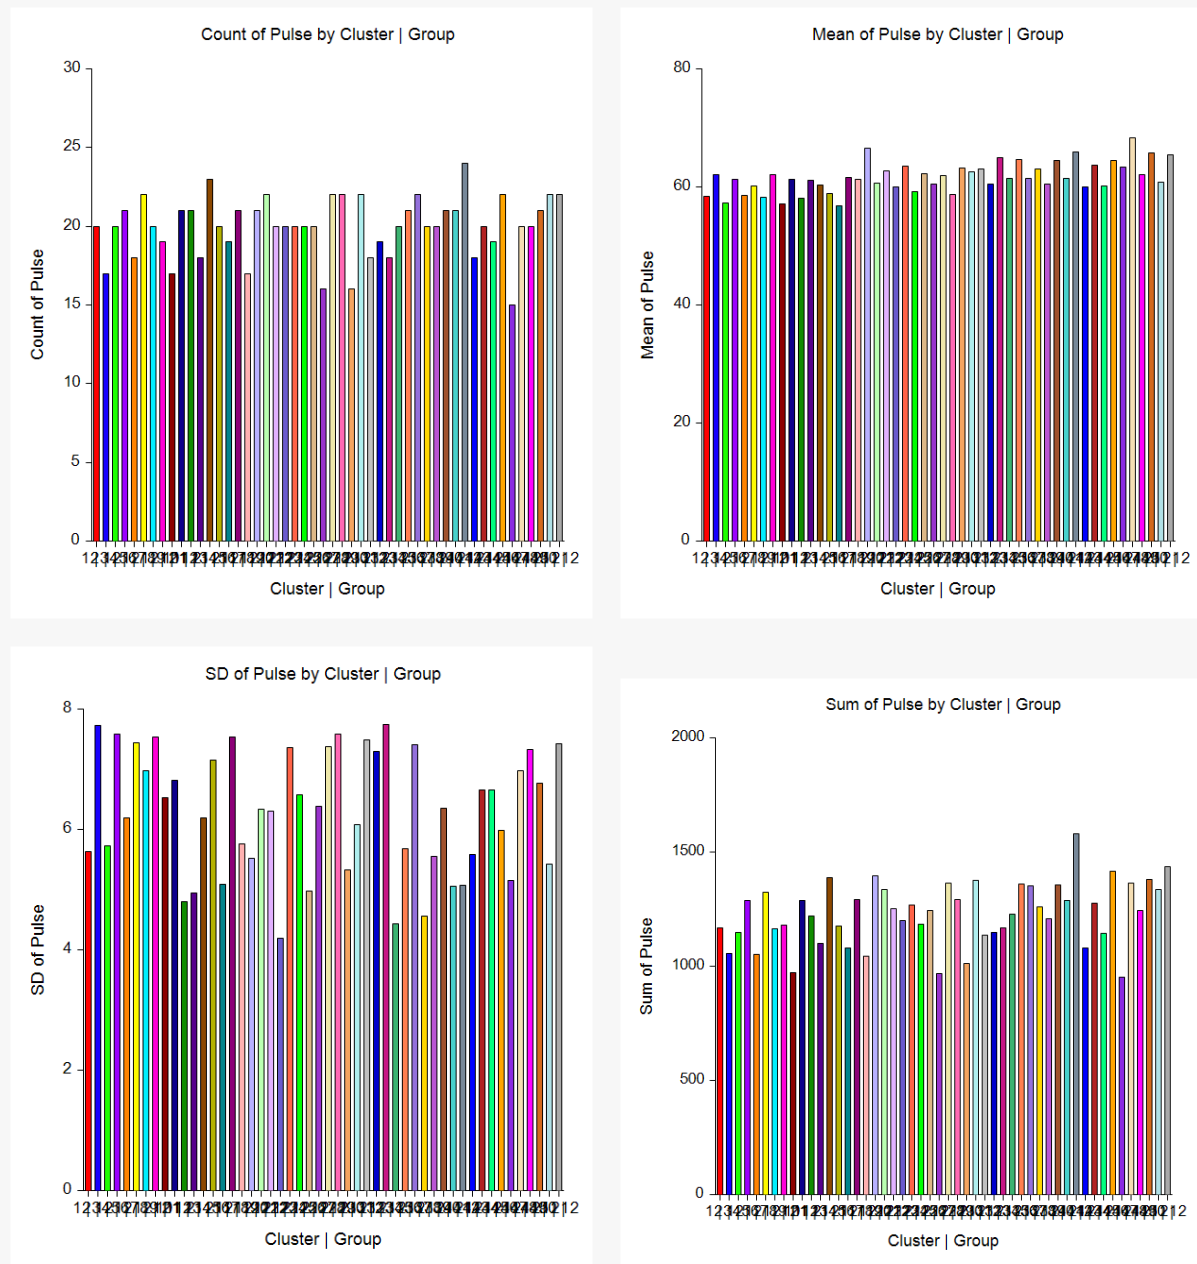 Count of Pulse by Cluster | Group
30
25
20
15
10
5
0
Count of Pulse
Cluster | Group
Mean of Pulse by Cluster | Group
80
60
40
20
0
Mean of Pulse
Cluster | Group
SD of Pulse by Cluster | Group
8
6
4
2
0
SD of Pulse
Cluster | Group
Sum of Pulse by Cluster | Group
2000
1500
1000
500
0
Sum of Pulse
Cluster | Group